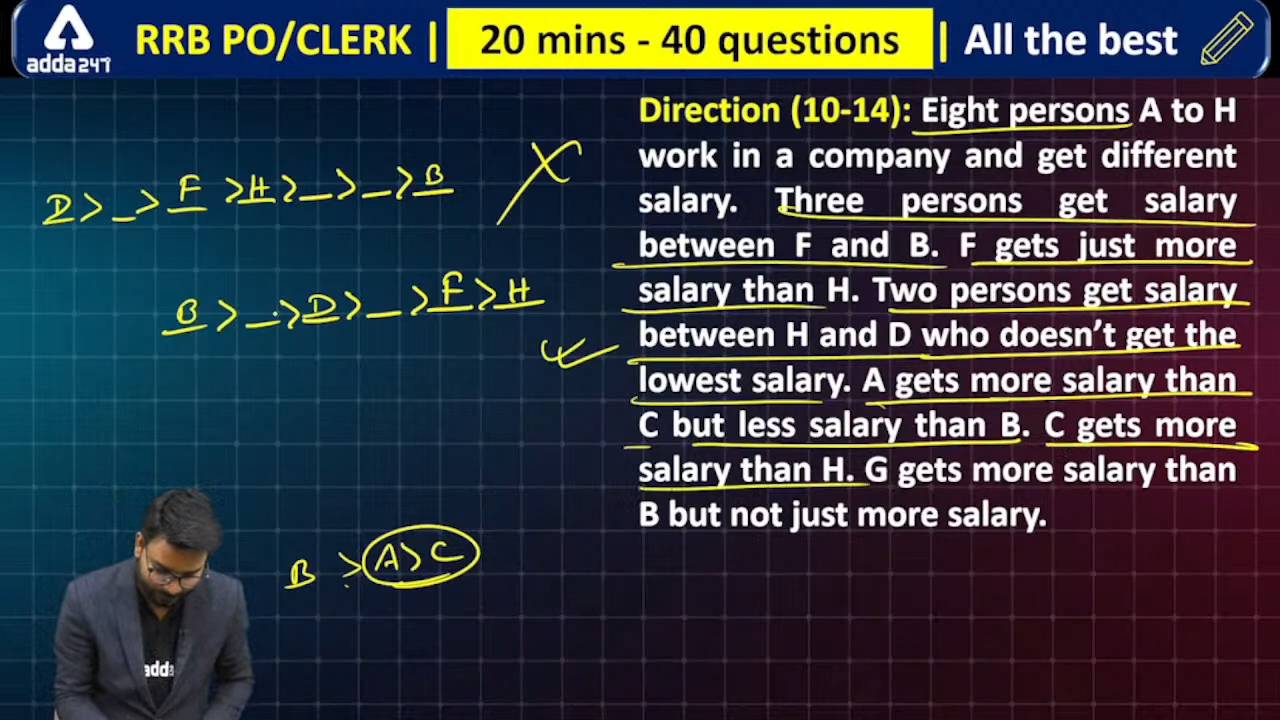 adda247
RRB PO/CLERK | 20 mins - 40 questions | All the best
Direction (10-14): Eight persons A to H
work in a company and get different
salary. Three persons get salary
between F and B. F gets just more
salary than H. Two persons get salary
between H and D who doesn't get the
lowest salary. A gets more salary than
C but less salary than B. C gets more
salary than H. G gets more salary than
B but not just more salary.
D > _ > F > H > _ > _ > B
B > _ > D > _ > F > H
B > A > C
add